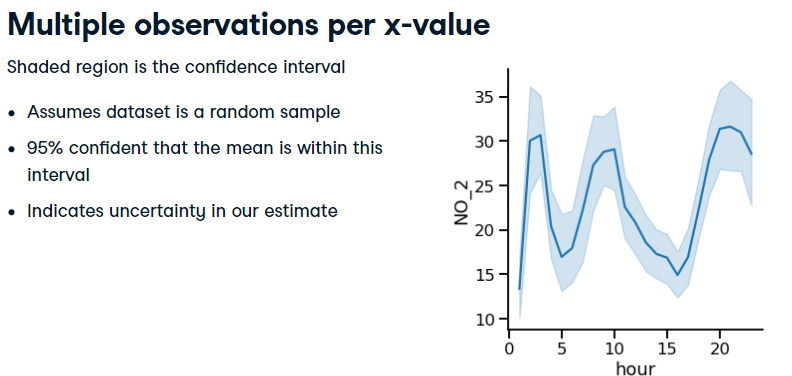 Multiple observations per x-value
Shaded region is the confidence interval
• Assumes dataset is a random sample
• 95% confident that the mean is within this
interval
• Indicates uncertainty in our estimate
35
30
25
20
15
10
NO_2
0 5 10 15 20
hour